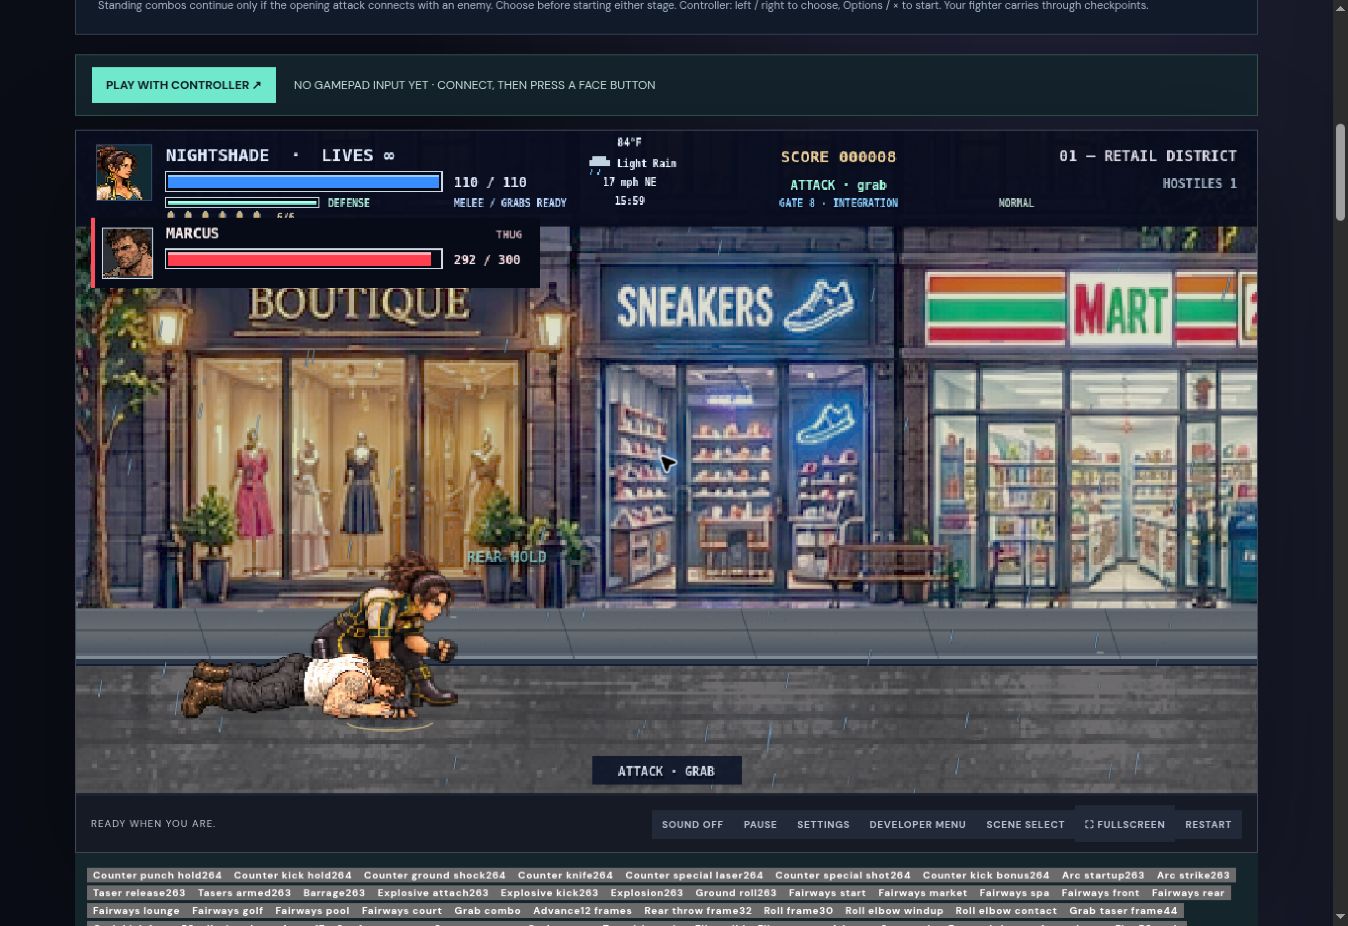 Standing combos continue only if the opening attack connects with an enemy. Choose before starting either stage. Controller: left / right to choose, Options / × to start. Your fighter carries through checkpoints.
PLAY WITH CONTROLLER ↗ NO GAMEPAD INPUT YET · CONNECT, THEN PRESS A FACE BUTTON
NIGHTSHADE · LIVES ∞
110 / 110
DEFENSE
MELEE / GRABS READY
6/6
84°F
Light Rain
17 mph NE
15:59
SCORE 000008
ATTACK · grab
GATE 8 · INTEGRATION
NORMAL
01 — RETAIL DISTRICT
HOSTILES 1
MARCUS
THUG
292 / 300
BOUTIQUE
SNEAKERS
MART
REAR HOLD
ATTACK · GRAB
READY WHEN YOU ARE.
SOUND OFF PAUSE SETTINGS DEVELOPER MENU SCENE SELECT FULLSCREEN RESTART
Counter punch hold264 Counter kick hold264 Counter ground shock264 Counter knife264 Counter special laser264 Counter special shot264 Counter kick bonus264 Arc startup263 Arc strike263
Taser release263 Tasers armed263 Barrage263 Explosive attach263 Explosive kick263 Explosion263 Ground roll263 Fairways start Fairways market Fairways spa Fairways front Fairways rear
Fairways lounge Fairways golf Fairways pool Fairways court Grab combo Advance12 frames Rear throw frame32 Roll frame30 Roll elbow windup Roll elbow contact Grab taser frame44